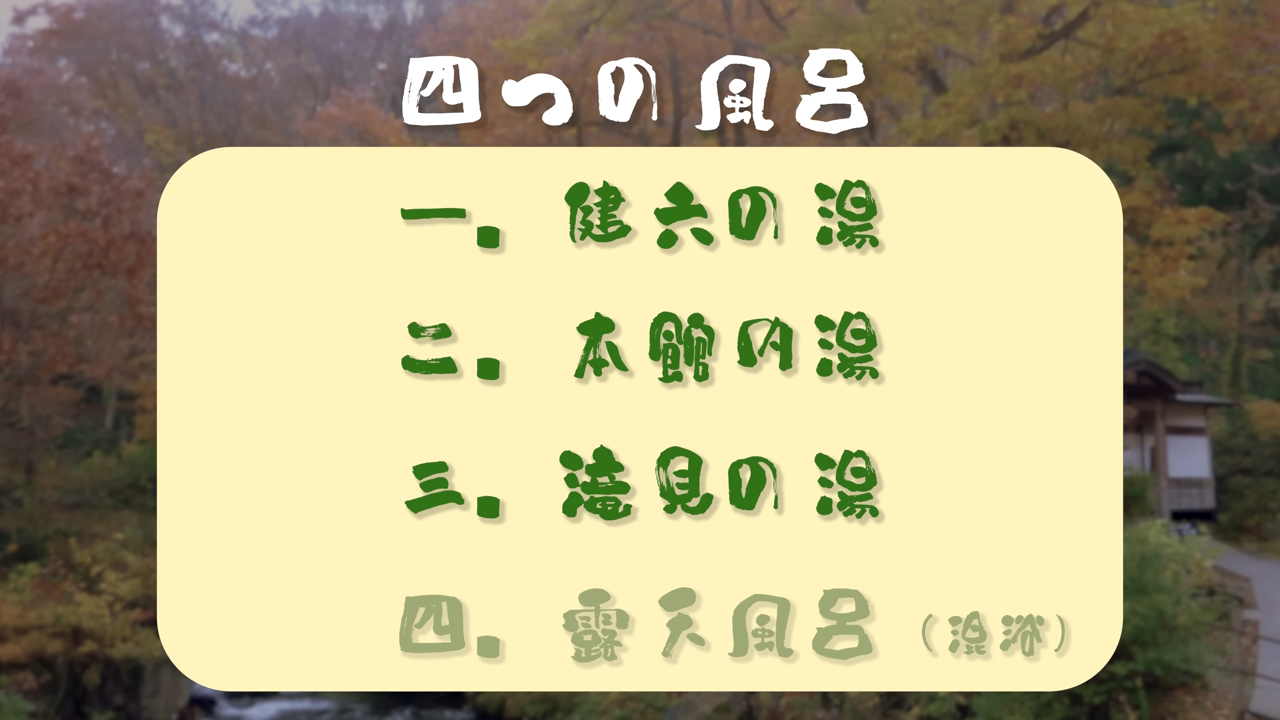 四つの風呂
一. 健六の湯
二. 本館内湯
三. 滝見の湯
四. 露天風呂（混浴）